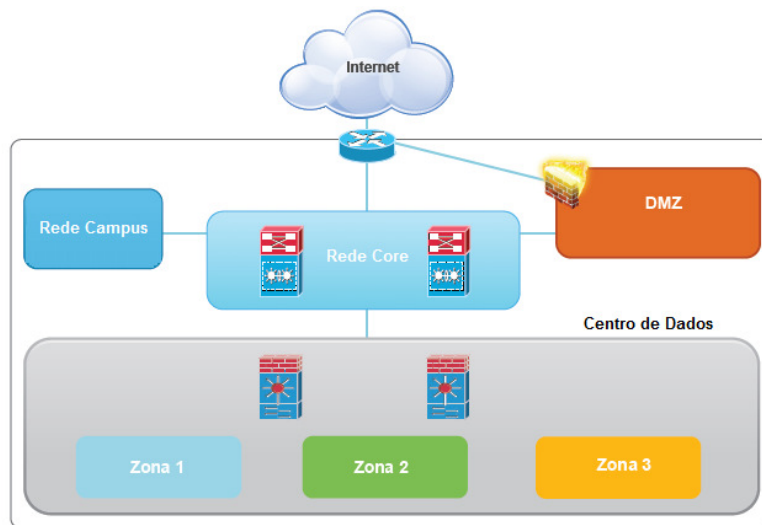 Internet
DMZ
Rede Campus
Rede Core
Centro de Dados
Zona 1
Zona 2
Zona 3